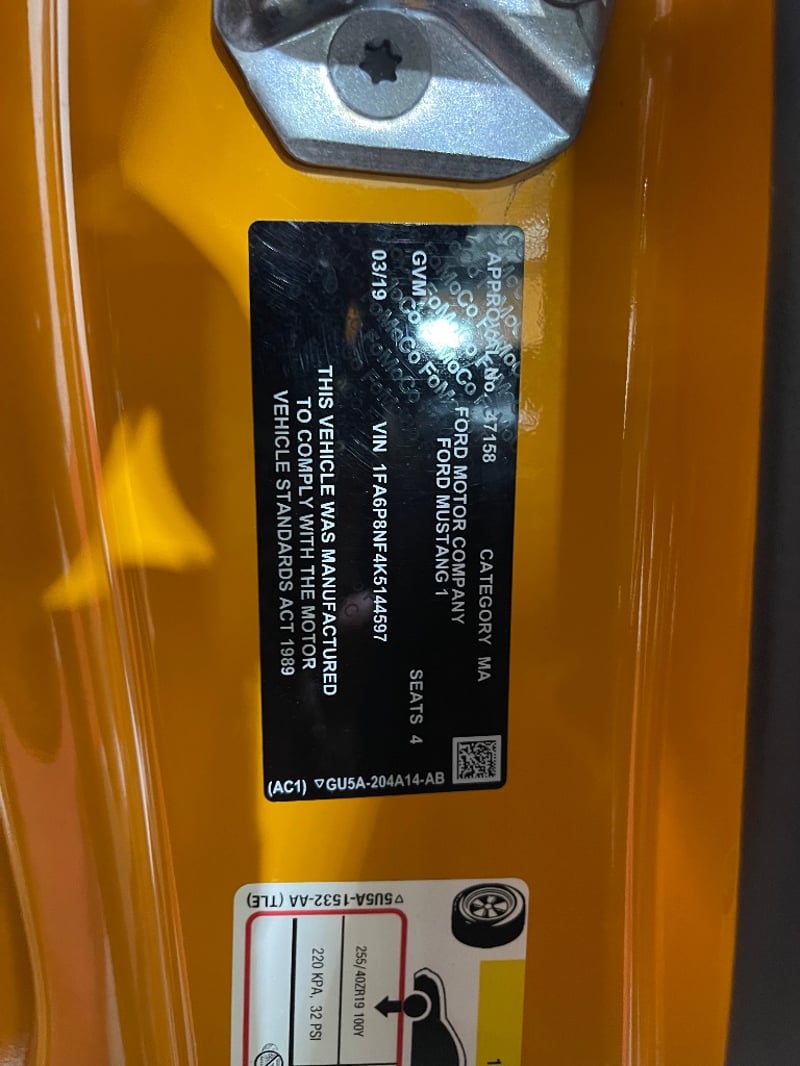 APPROVAL No. 47158 CATEGORY MA
FORD MOTOR COMPANY
FORD MUSTANG 1
GVM SEATS 4
03/19 VIN 1FA6P8NF4K5144597
THIS VEHICLE WAS MANUFACTURED
TO COMPLY WITH THE MOTOR
VEHICLE STANDARDS ACT 1989
(AC1) GU5A-204A14-AB
5U5A-1532-AA (TLE)
255/40ZR19 100Y
220 KPA, 32 PSI
1